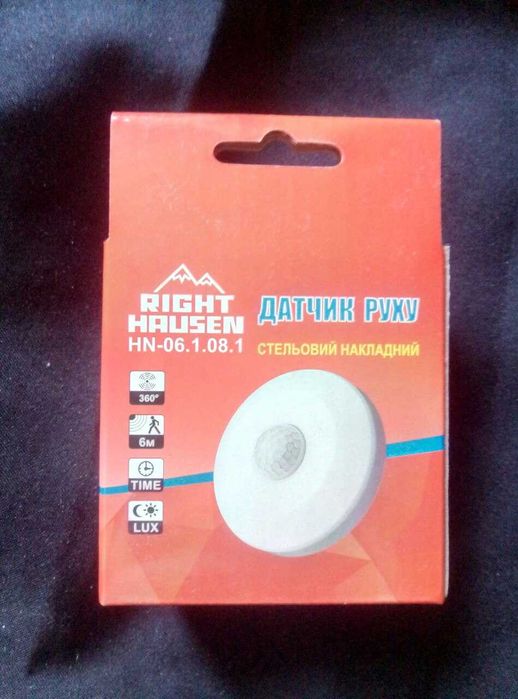 RIGHT
HAUSEN
HN-06.1.08.1
ДАТЧИК РУХУ
СТЕЛЬОВИЙ НАКЛАДНИЙ
360°
6М
TIME
LUX